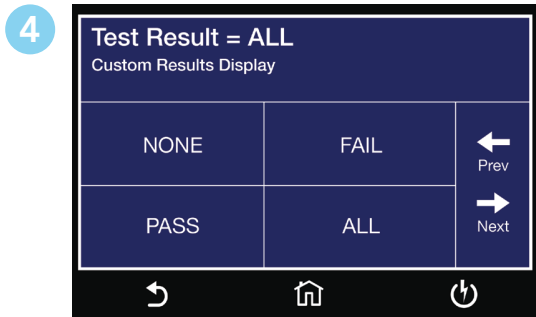 4
Test Result = ALL
Custom Results Display
NONE
FAIL
Prev
PASS
ALL
Next